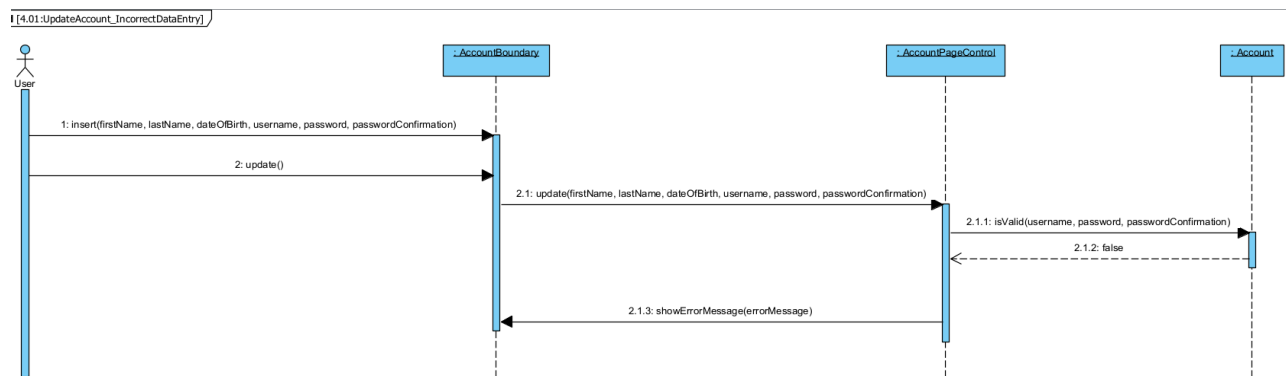 [4.01:UpdateAccount_IncorrectDataEntry]
: AccountBoundary
: AccountPageControl
: Account
User
1: insert(firstName, lastName, dateOfBirth, username, password, passwordConfirmation)
2: update()
2.1: update(firstName, lastName, dateOfBirth, username, password, passwordConfirmation)
2.1.1: isValid(username, password, passwordConfirmation)
2.1.2: false
2.1.3: showErrorMessage(errorMessage)